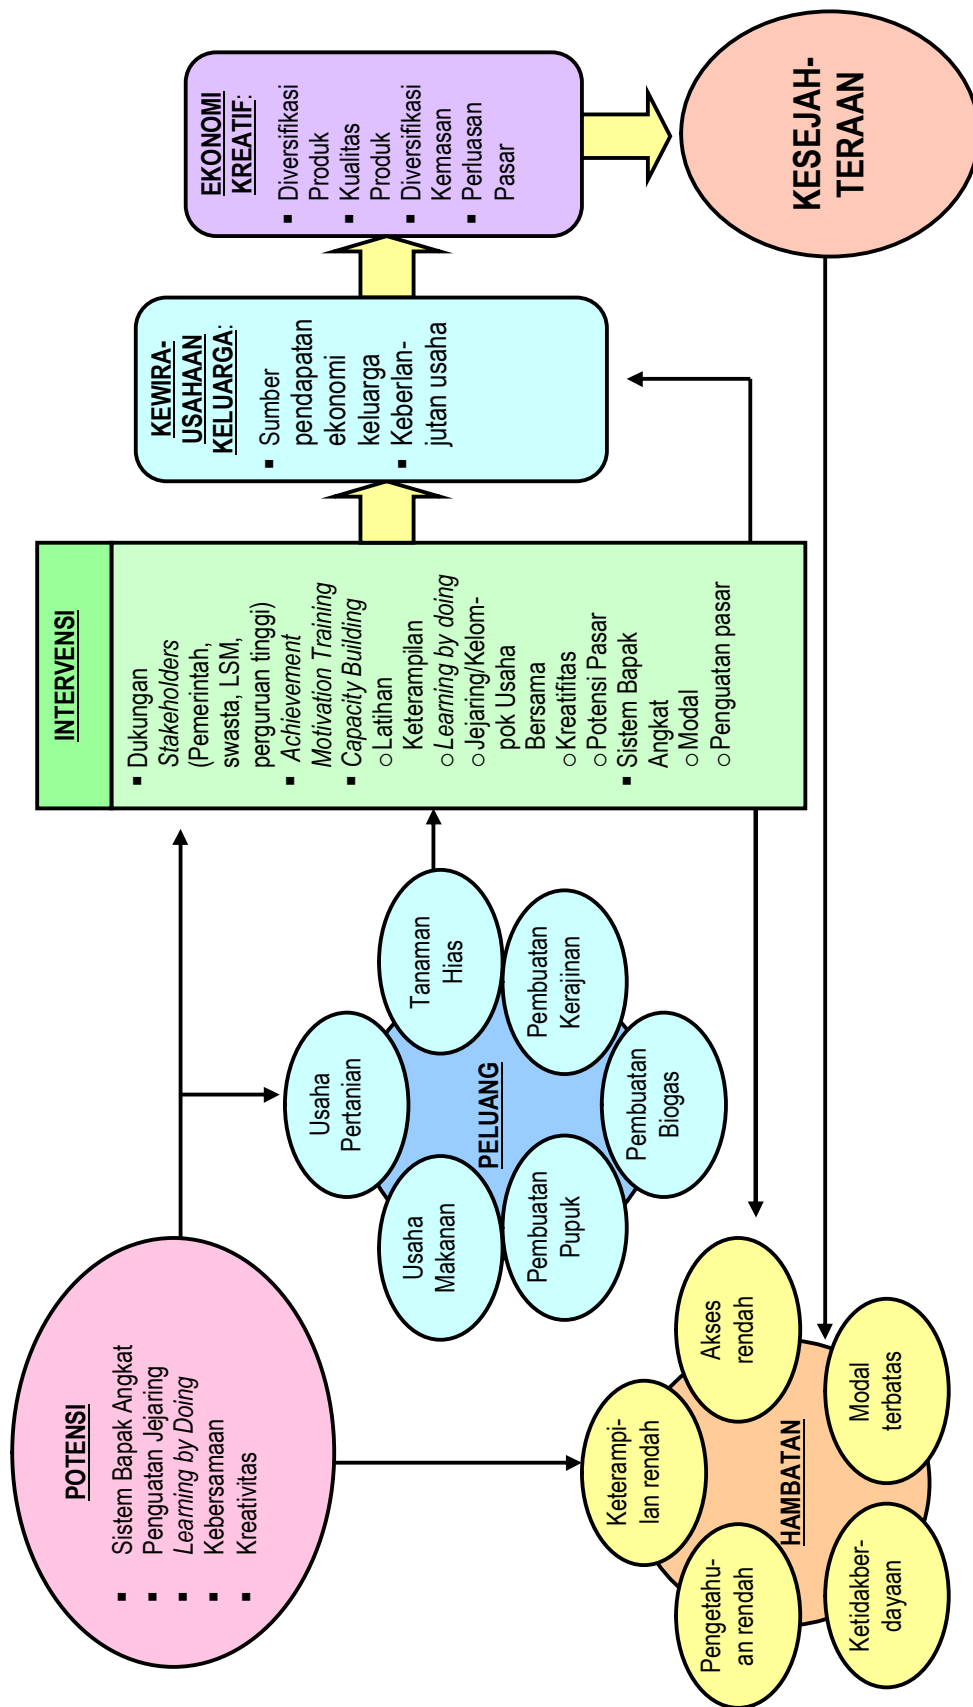 POTENSI
▪ Sistem Bapak Angkat
▪ Penguatan Jejaring
▪ Learning by Doing
▪ Kebersamaan
▪ Kreativitas
Usaha
Pertanian
Usaha
Makanan
Tanaman
Hias
PELUANG
Pembuatan
Pupuk
Pembuatan
Kerajinan
Pembuatan
Biogas
Keterampi-
lan rendah
Pengetahu-
an rendah
Akses
rendah
HAMBATAN
Ketidakber-
dayaan
Modal
terbatas
INTERVENSI
▪ Dukungan
Stakeholders
(Pemerintah,
swasta, LSM,
perguruan tinggi)
▪ Achievement
Motivation Training
▪ Capacity Building
○ Latihan
Keterampilan
○ Learning by doing
○ Jejaring/Kelom-
pok Usaha
Bersama
○ Kreatifitas
○ Potensi Pasar
▪ Sistem Bapak
Angkat
○ Modal
○ Penguatan pasar
KEWIRA-
USAHAAN
KELUARGA:
▪ Sumber
pendapatan
ekonomi
keluarga
▪ Keberlan-
jutan usaha
EKONOMI
KREATIF:
▪ Diversifikasi
Produk
▪ Kualitas
Produk
▪ Diversifikasi
Kemasan
▪ Perluasan
Pasar
KESEJAH-
TERAAN